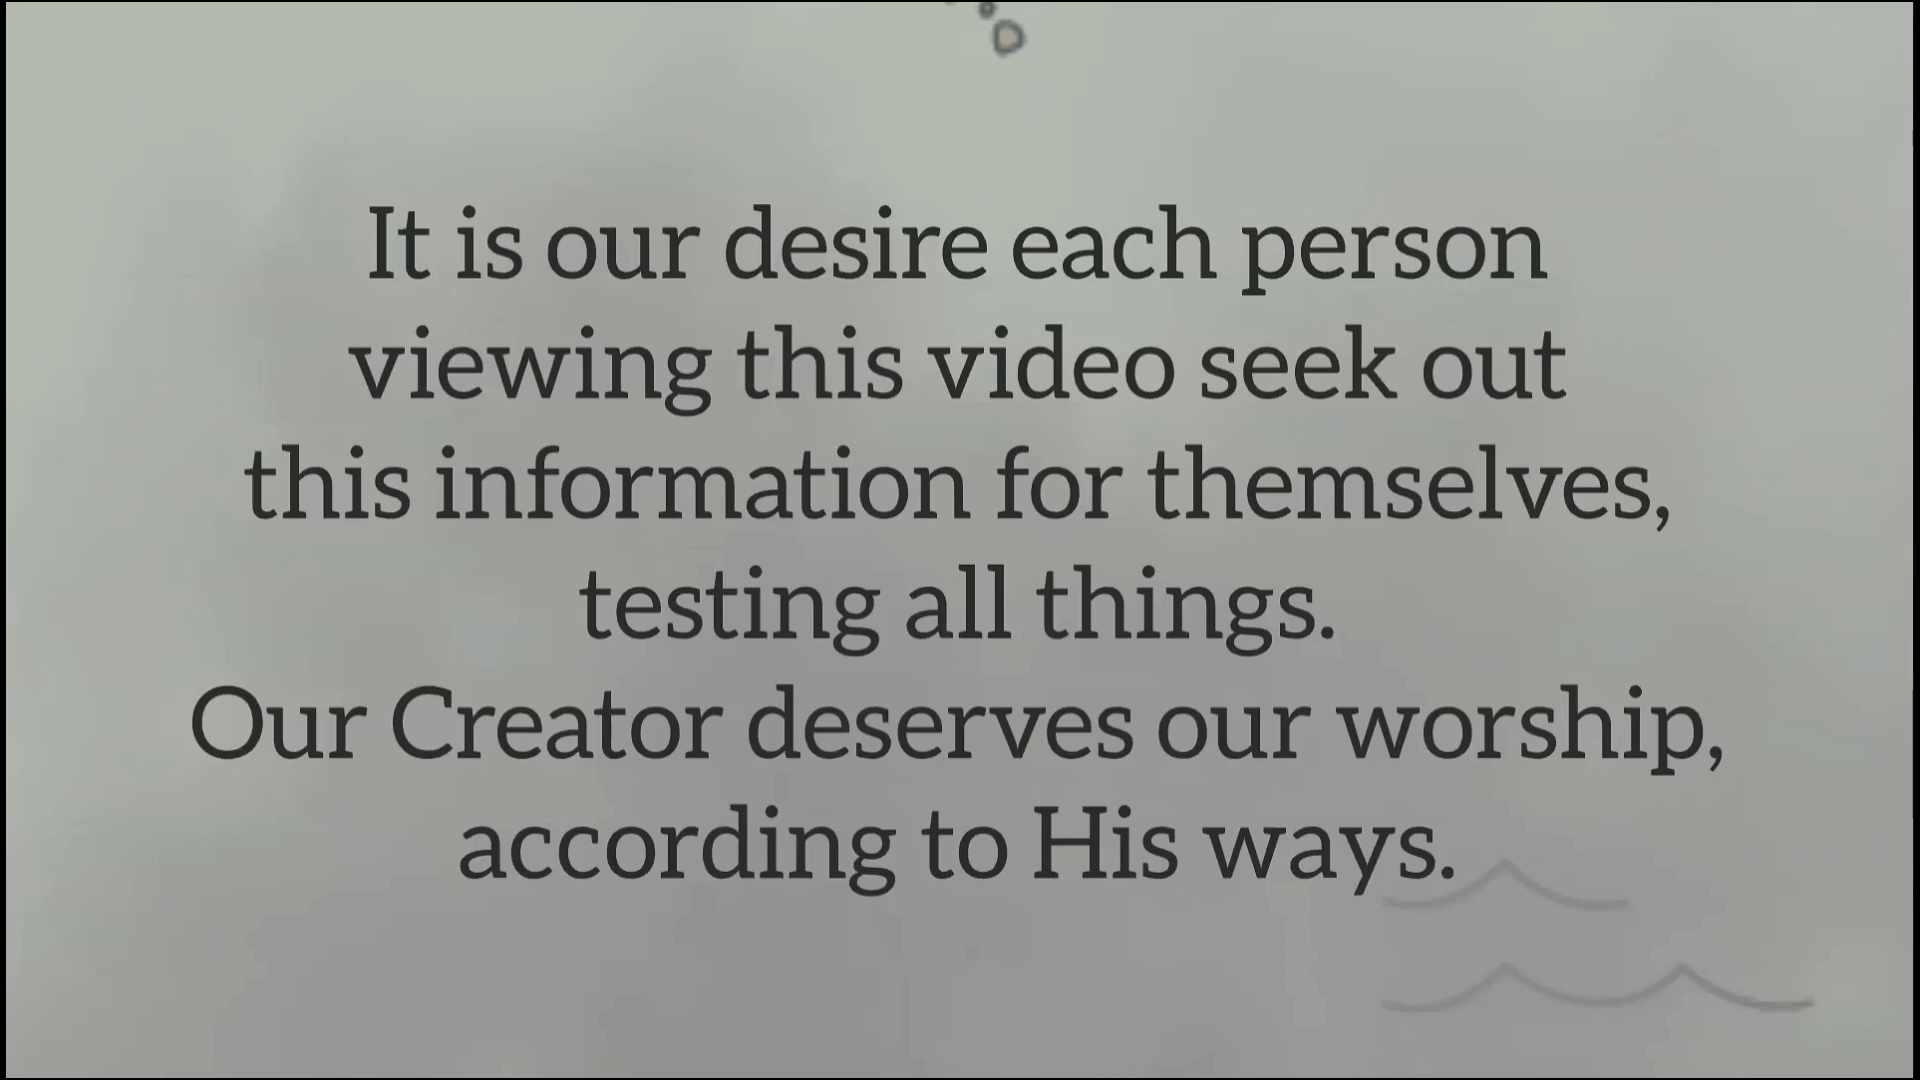 It is our desire each person
viewing this video seek out
this information for themselves,
testing all things.
Our Creator deserves our worship,
according to His ways.